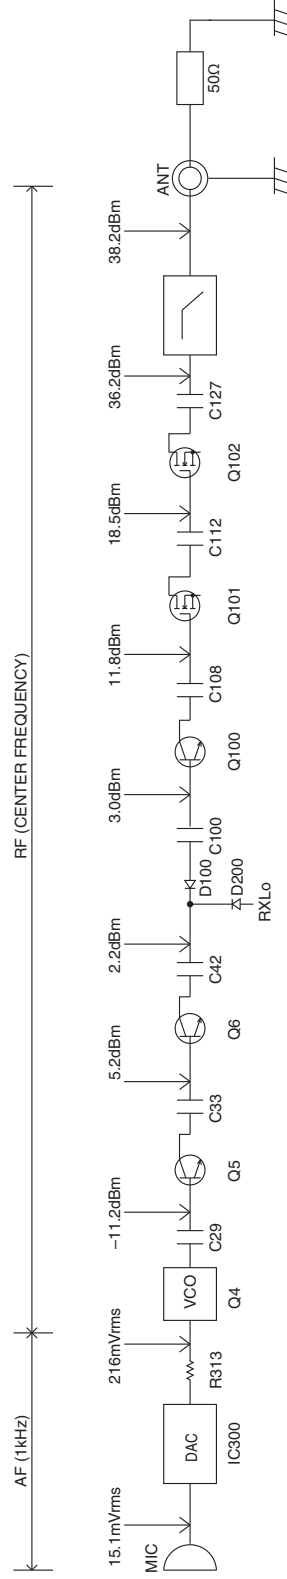 AF (1kHz)
RF (CENTER FREQUENCY)
15.1mVrms
216mVrms
−11.2dBm
5.2dBm
2.2dBm
3.0dBm
11.8dBm
18.5dBm
36.2dBm
38.2dBm
MIC
DAC
VCO
D100
D200
RXLo
ANT
50Ω
IC300
R313
Q4
C29
Q5
C33
Q6
C42
C100
Q100
C108
Q101
C112
Q102
C127